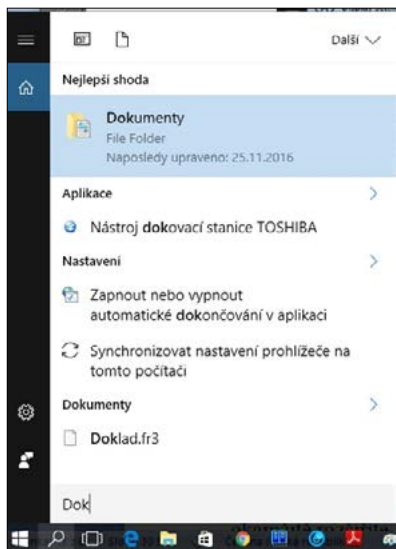 Další
Nejlepší shoda
Dokumenty
File Folder
Naposledy upraveno: 25.11.2016
Aplikace
Nástroj dokovací stanice TOSHIBA
Nastavení
Zapnout nebo vypnout
automatické dokončování v aplikaci
Synchronizovat nastavení prohlížeče na
tomto počítači
Dokumenty
Doklad.fr3
Dok